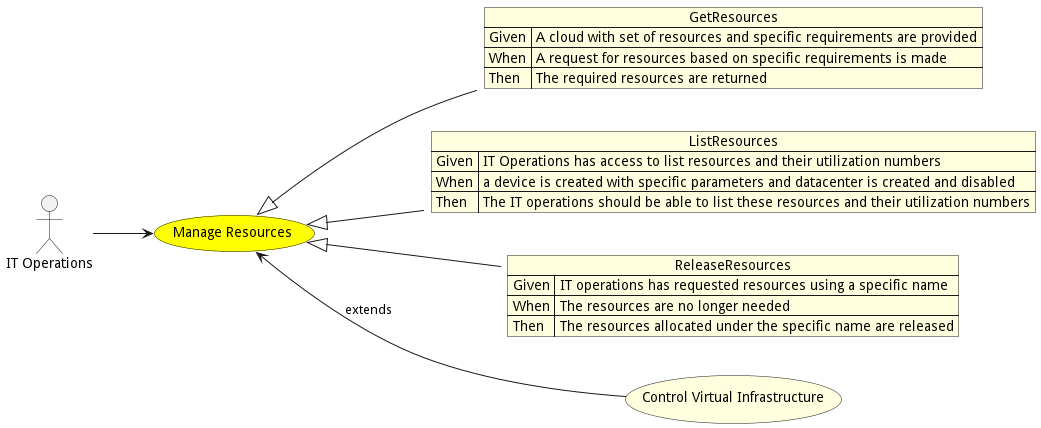 GetResources
Given A cloud with set of resources and specific requirements are provided
When A request for resources based on specific requirements is made
Then The required resources are returned
ListResources
Given IT Operations has access to list resources and their utilization numbers
When a device is created with specific parameters and datacenter is created and disabled
Then The IT operations should be able to list these resources and their utilization numbers
IT Operations
Manage Resources
ReleaseResources
Given IT operations has requested resources using a specific name
When The resources are no longer needed
Then The resources allocated under the specific name are released
extends
Control Virtual Infrastructure